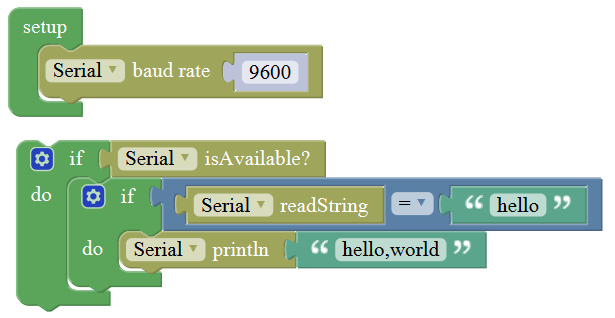 setup
Serial baud rate 9600
if Serial isAvailable?
do if
Serial readString = “ hello ”
do Serial println “ hello,world ”